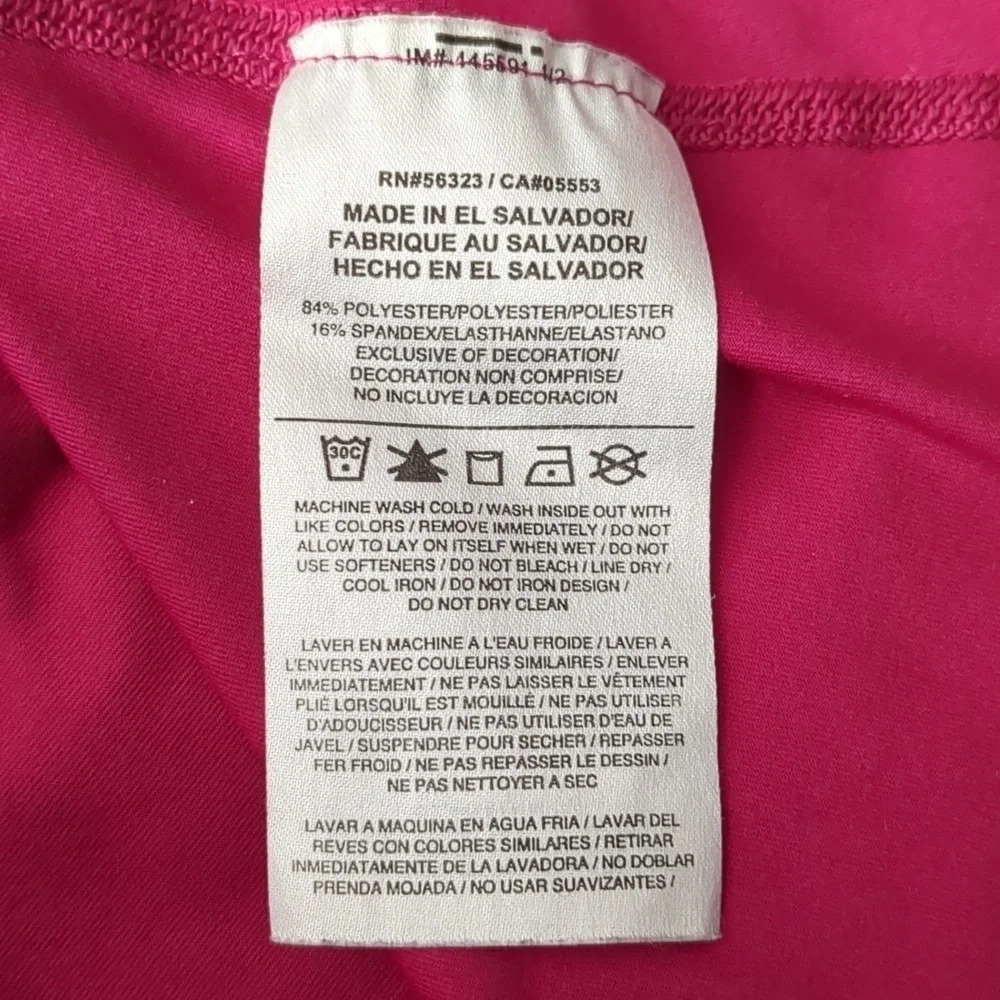 IM# 445591
RN#56323 / CA#05553
MADE IN EL SALVADOR/
FABRIQUE AU SALVADOR/
HECHO EN EL SALVADOR
84% POLYESTER/POLYESTER/POLIESTER
16% SPANDEX/ELASTHANNE/ELASTANO
EXCLUSIVE OF DECORATION/
DECORATION NON COMPRISE/
NO INCLUYE LA DECORACION
30C
MACHINE WASH COLD / WASH INSIDE OUT WITH
LIKE COLORS / REMOVE IMMEDIATELY / DO NOT
ALLOW TO LAY ON ITSELF WHEN WET / DO NOT
USE SOFTENERS / DO NOT BLEACH / LINE DRY /
COOL IRON / DO NOT IRON DESIGN /
DO NOT DRY CLEAN
LAVER EN MACHINE A L'EAU FROIDE / LAVER A
L'ENVERS AVEC COULEURS SIMILAIRES / ENLEVER
IMMEDIATEMENT / NE PAS LAISSER LE VÊTEMENT
PLIÉ LORSQU'IL EST MOUILLÉ / NE PAS UTILISER
D'ADOUCISSEUR / NE PAS UTILISER D'EAU DE
JAVEL / SUSPENDRE POUR SECHER / REPASSER
FER FROID / NE PAS REPASSER LE DESSIN /
NE PAS NETTOYER A SEC
LAVAR A MAQUINA EN AGUA FRIA / LAVAR DEL
REVES CON COLORES SIMILARES / RETIRAR
INMEDIATAMENTE DE LA LAVADORA / NO DOBLAR
PRENDA MOJADA / NO USAR SUAVIZANTES /